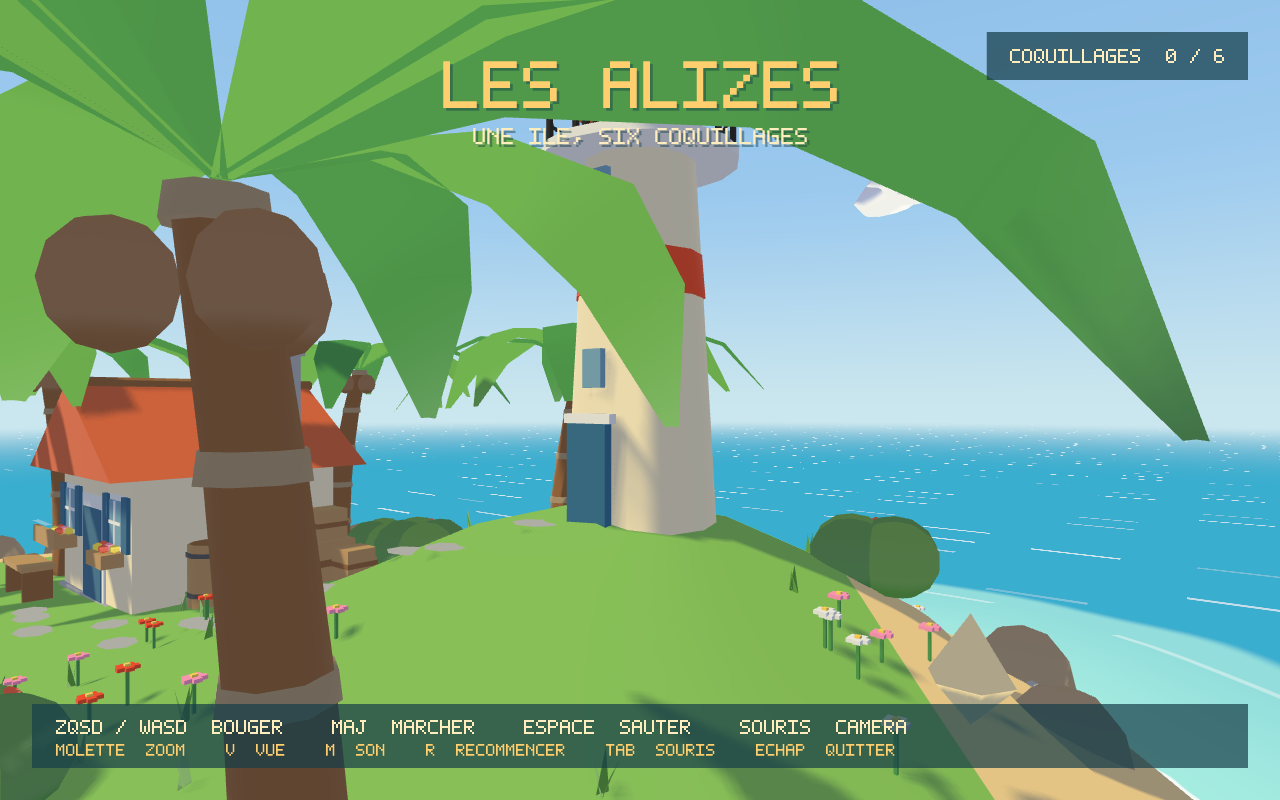 LES ALIZES
UNE ILE, SIX COQUILLAGES
COQUILLAGES 0 / 6
ZQSD / WASD BOUGER MAJ MARCHER ESPACE SAUTER SOURIS CAMERA
MOLETTE ZOOM V VUE M SON R RECOMMENCER TAB SOURIS ECHAP QUITTER